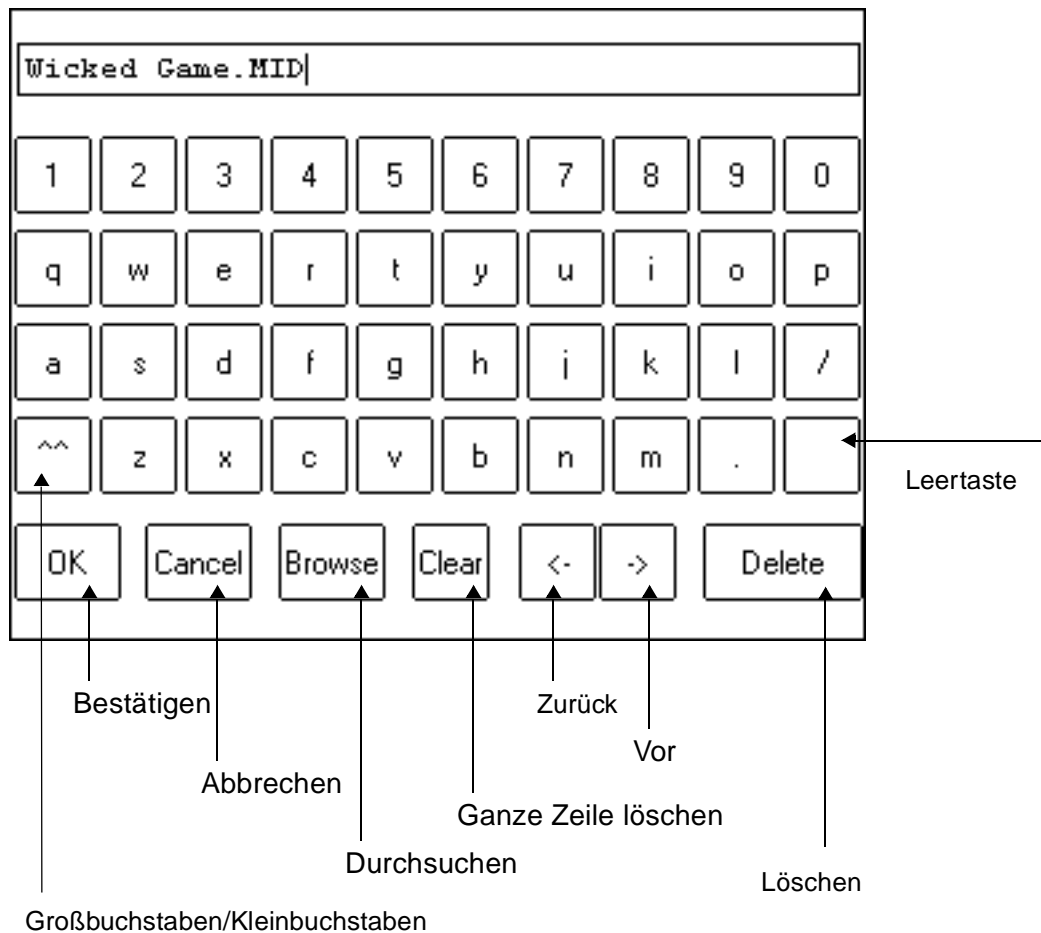 Wicked Game.MID
1 2 3 4 5 6 7 8 9 0
q w e r t y u i o p
a s d f g h j k l /
^^ z x c v b n m .
Leertaste
OK Cancel Browse Clear <- -> Delete
Bestätigen Zurück
Vor
Abbrechen
Ganze Zeile löschen
Durchsuchen
Löschen
Großbuchstaben/Kleinbuchstaben